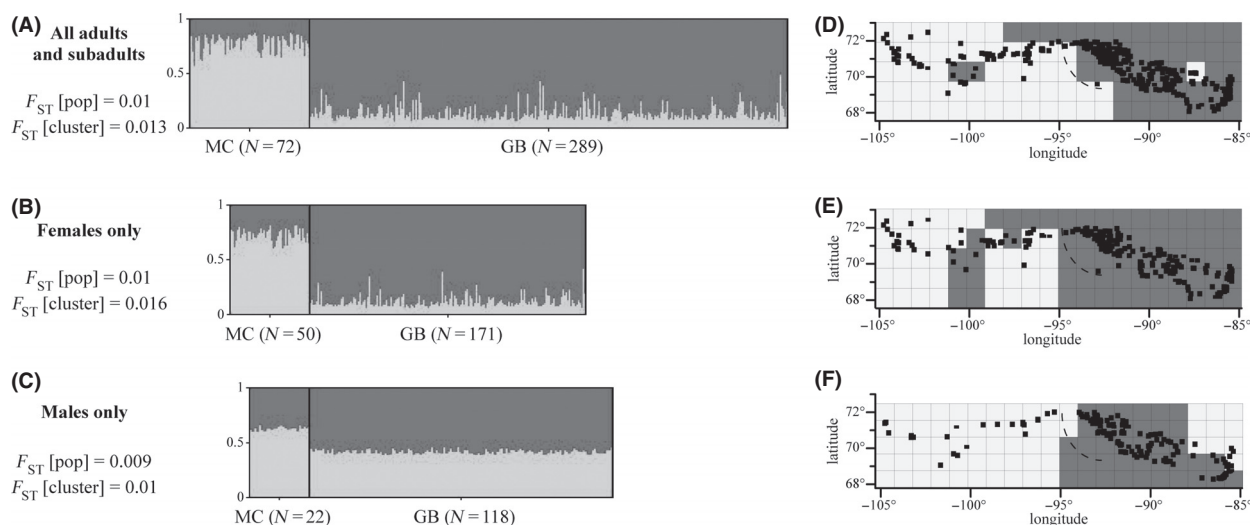 (A)
All adults
and subadults
F_ST [pop] = 0.01
F_ST [cluster] = 0.013
1
0.5
0
MC (N = 72)
GB (N = 289)
(D)
latitude
72°
70°
68°
−105°
−100°
−95°
−90°
−85°
longitude
(B)
Females only
F_ST [pop] = 0.01
F_ST [cluster] = 0.016
1
0.5
0
MC (N = 50)
GB (N = 171)
(E)
latitude
72°
70°
68°
−105°
−100°
−95°
−90°
−85°
longitude
(C)
Males only
F_ST [pop] = 0.009
F_ST [cluster] = 0.01
1
0.5
0
MC (N = 22)
GB (N = 118)
(F)
latitude
72°
70°
68°
−105°
−100°
−95°
−90°
−85°
longitude